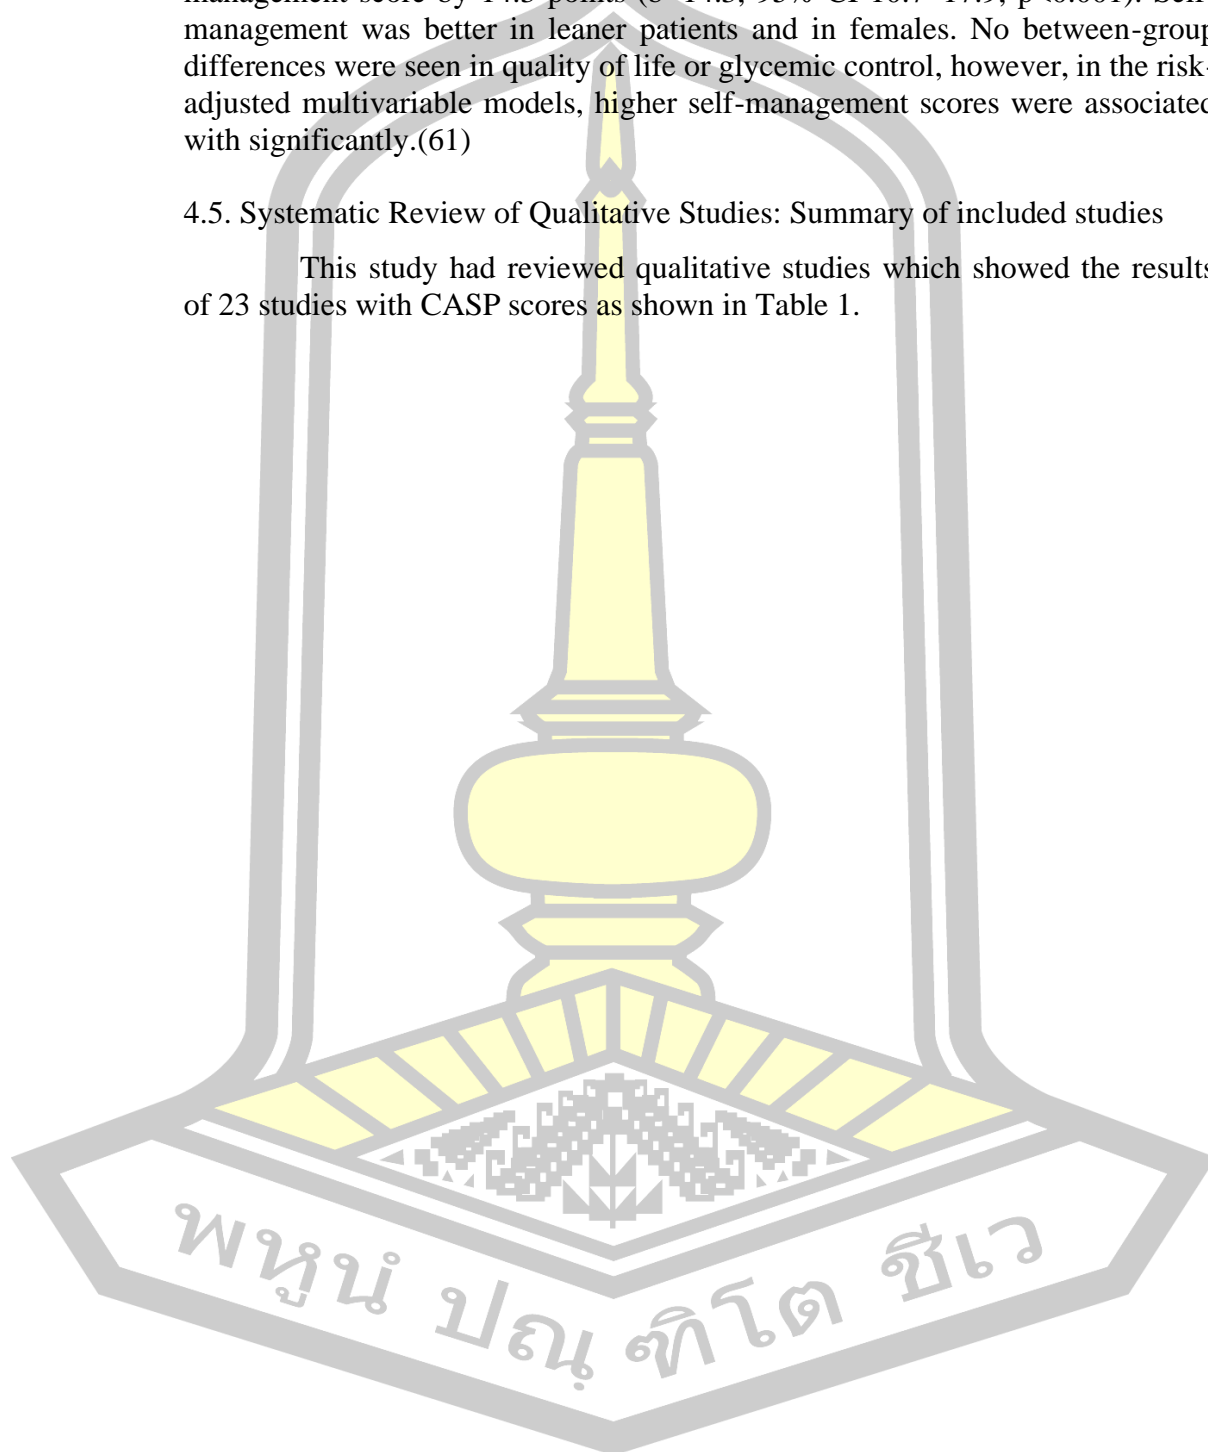 management was better in leaner patients and in females. No between-group
differences were seen in quality of life or glycemic control, however, in the risk-
adjusted multivariable models, higher self-management scores were associated
with significantly.(61)
4.5. Systematic Review of Qualitative Studies: Summary of included studies
This study had reviewed qualitative studies which showed the results
of 23 studies with CASP scores as shown in Table 1.
พหูนํ ปณฺฑิโต ชีเว